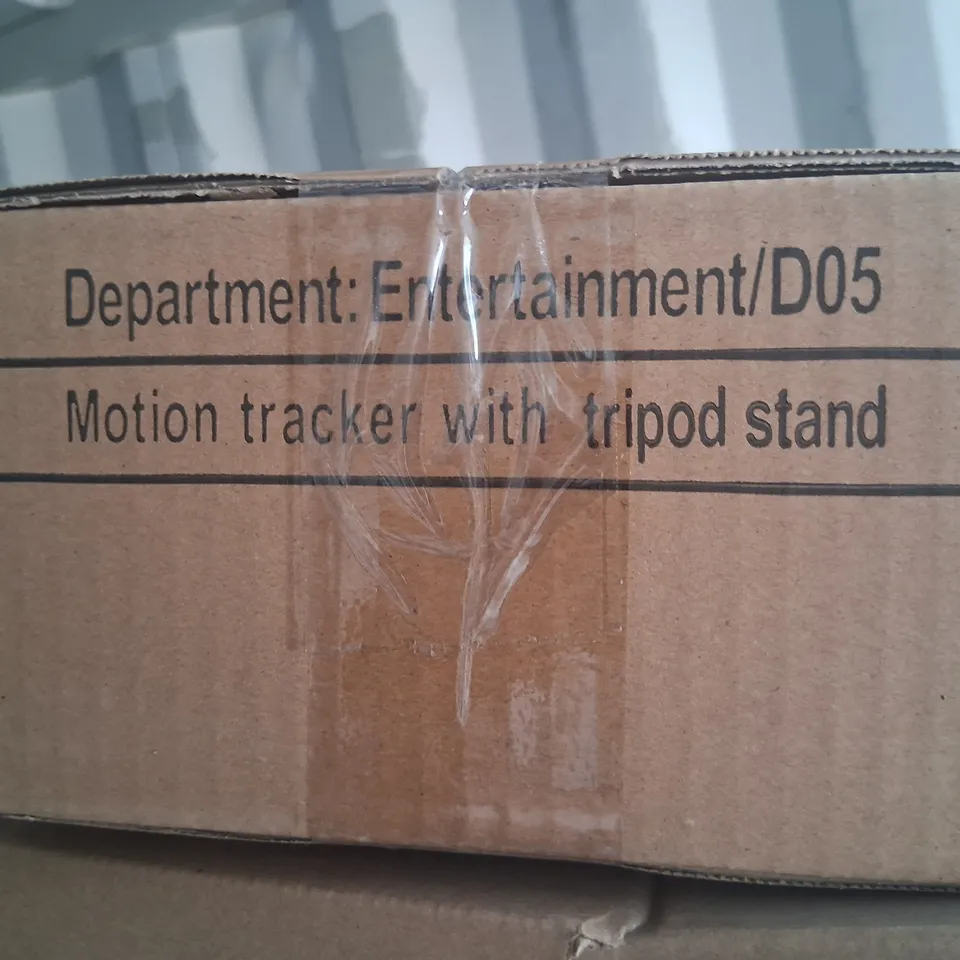 Department: Entertainment/D05
Motion tracker with tripod stand